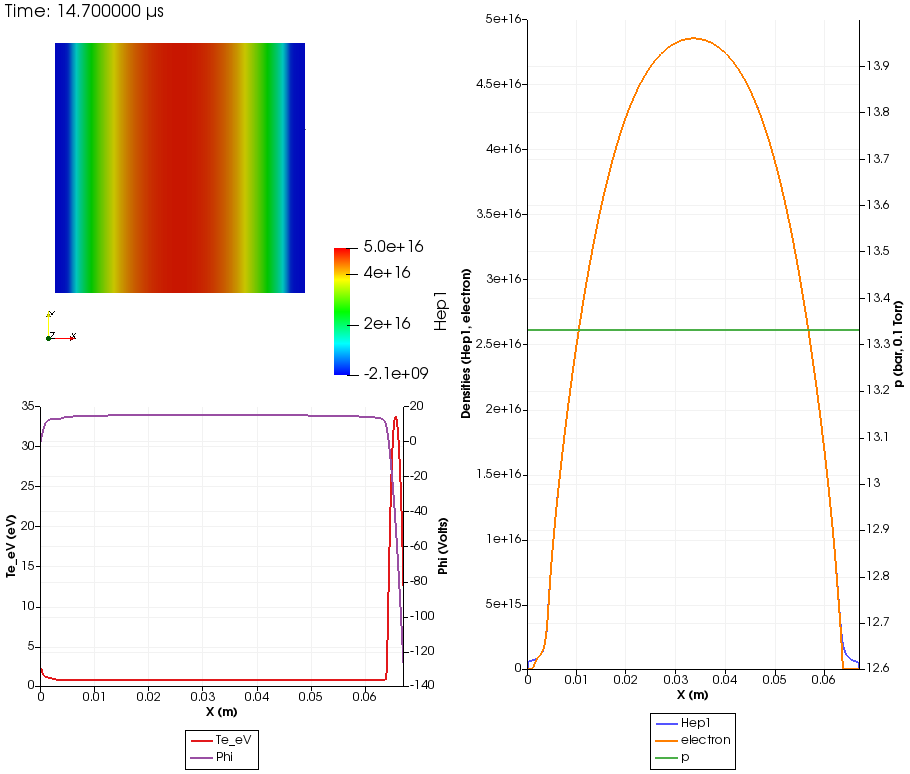 Time: 14.700000 µs
5.0e+16
4e+16
2e+16
-2.1e+09
Hep1
Y
Z
X
35
30
25
20
15
10
5
0
Te_eV (eV)
20
0
-20
-40
-60
-80
-100
-120
-140
Phi (Volts)
0
0.01
0.02
0.03
0.04
0.05
0.06
X (m)
Te_eV
Phi
5e+16
4.5e+16
4e+16
3.5e+16
3e+16
2.5e+16
2e+16
1.5e+16
1e+16
5e+15
0
Densities (Hep1, electron)
13.9
13.8
13.7
13.6
13.5
13.4
13.3
13.2
13.1
13
12.9
12.8
12.7
12.6
p (bar, 0.1 Torr)
0
0.01
0.02
0.03
0.04
0.05
0.06
X (m)
Hep1
electron
p